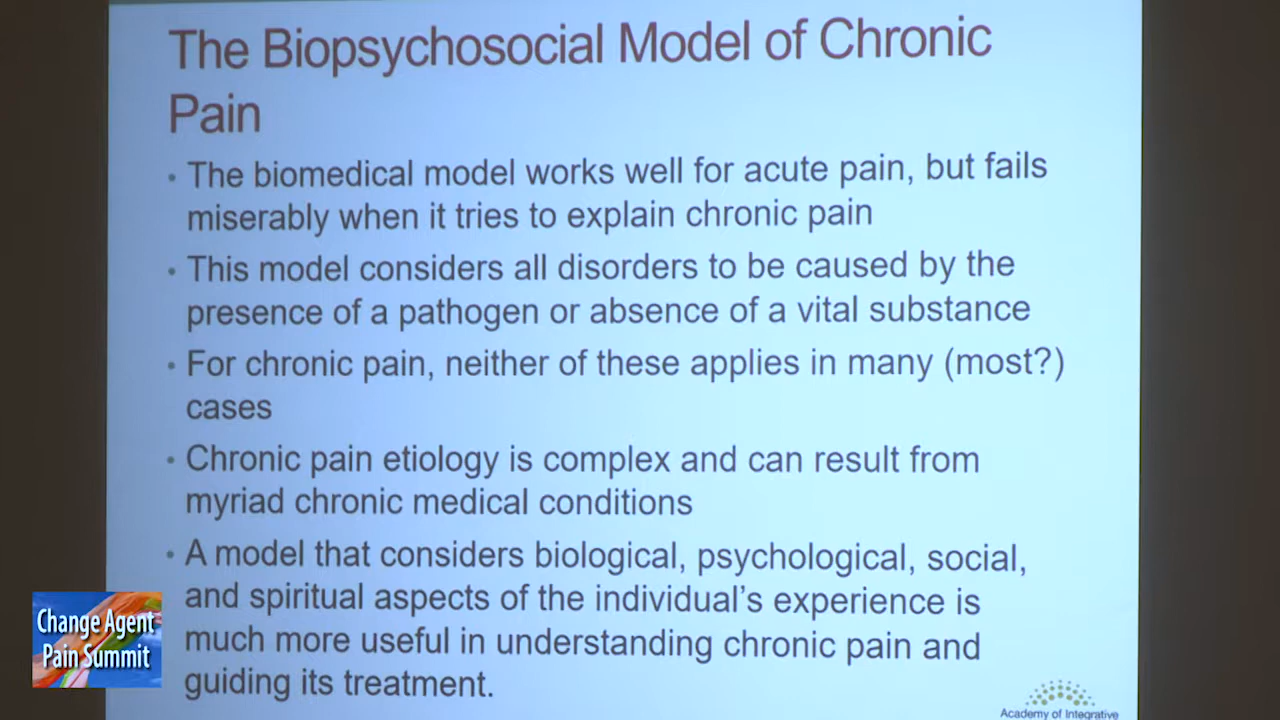 The Biopsychosocial Model of Chronic
Pain
• The biomedical model works well for acute pain, but fails
miserably when it tries to explain chronic pain
• This model considers all disorders to be caused by the
presence of a pathogen or absence of a vital substance
• For chronic pain, neither of these applies in many (most?)
cases
• Chronic pain etiology is complex and can result from
myriad chronic medical conditions
• A model that considers biological, psychological, social,
and spiritual aspects of the individual's experience is
much more useful in understanding chronic pain and
guiding its treatment.
Change Agent
Pain Summit
Academy of Integrative